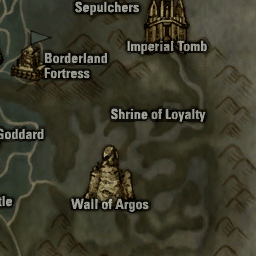 Sepulchers
Imperial Tomb
Borderland
Fortress
Shrine of Loyalty
Goddard
tle
Wall of Argos